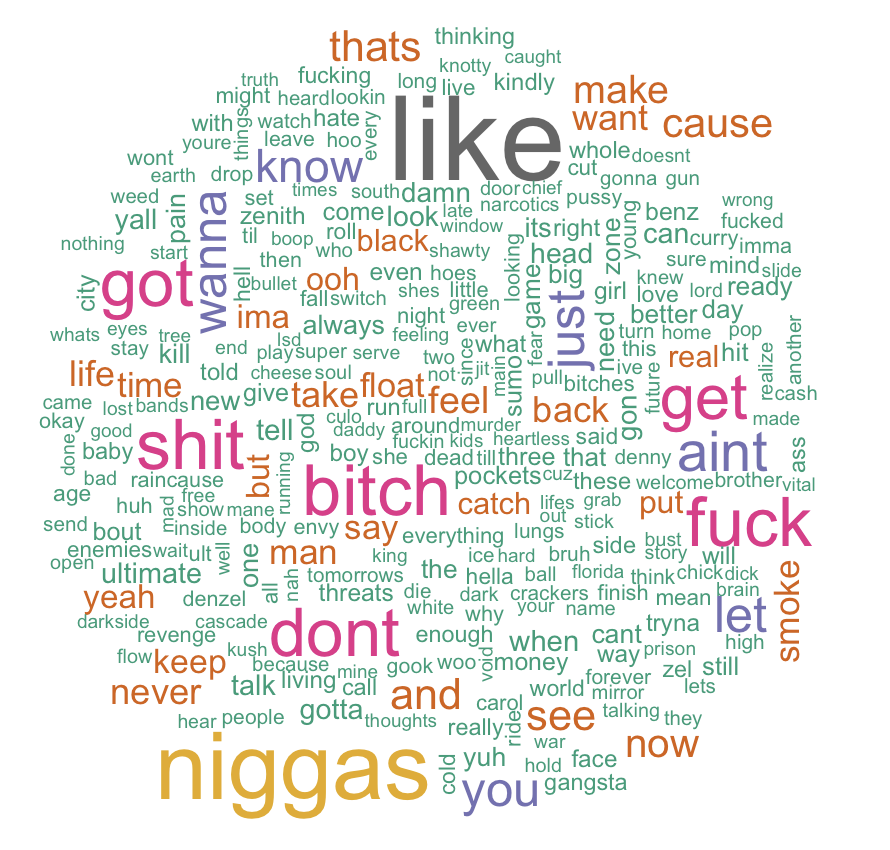 thats
thinking
caught
knotty
truth
fucking
long
live
kindly
might
heard
lookin
make
things
with
watch
hate
every
like
want
cause
youre
leave
hoo
wont
know
whole
doesnt
earth
drop
cut
gonna
gun
weed
set
times
south
damn
door
chief
pussy
wrong
yall
pain
wanna
zenith
come
look
late
narcotics
its
right
zone
young
benz
fucked
nothing
til
boop
roll
black
window
can
curry
imma
start
then
who
shawty
looking
head
sure
mind
slide
city
got
hell
bullet
ooh
even
hoes
game
big
knew
ready
fall
switch
shes
little
girl
love
lord
ima
always
night
green
just
need
better
day
whats
eyes
tree
lsd
feeling
ever
what
turn
home
pop
stay
kill
end
play
super
serve
two
since
fear
sumo
this
real
hit
another
life
time
told
cheese
soul
not
jit
main
pull
ive
realize
came
lost
bands
new
give
take
float
feel
bitches
future
get
cash
okay
good
god
culo
run
full
back
gon
made
done
baby
shit
tell
daddy
around
murder
said
aint
ass
boy
she
fuckin
kids
heartless
bad
raincause
but
running
dead
till
three
that
denny
age
mad
free
bitch
pockets
cuz
these
welcome
brother
vital
huh
show
mane
catch
lifes
grab
put
send
bout
inside
body
envy
say
everything
out
stick
fuck
enemies
wait
ult
well
one
man
king
lungs
side
bust
open
ultimate
all
nah
tomorrows
the
ice
hard
bruh
story
will
yeah
denzel
threats
die
hella
ball
florida
think
chick
dick
smoke
darkside
cascade
white
dark
crackers
finish
mean
brain
revenge
dont
enough
why
your
name
tryna
let
flow
kush
when
cant
high
keep
because
mine
gook
woo
void
money
way
prison
never
talk
living
call
and
world
zel
still
forever
mirror
lets
hear
people
gotta
thoughts
carol
really
ride
see
talking
they
niggas
cold
yuh
war
face
now
you
hold
gangsta